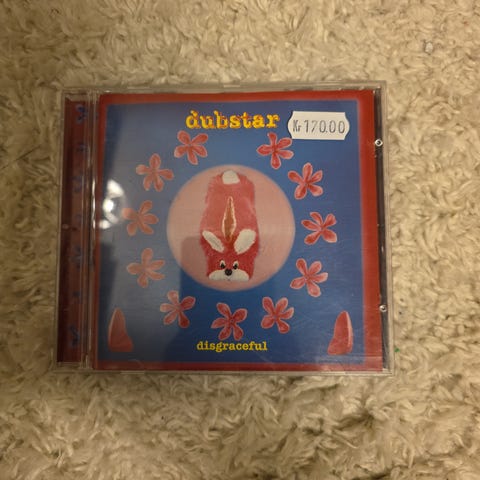 dubstar
Kr 170.00
disgraceful